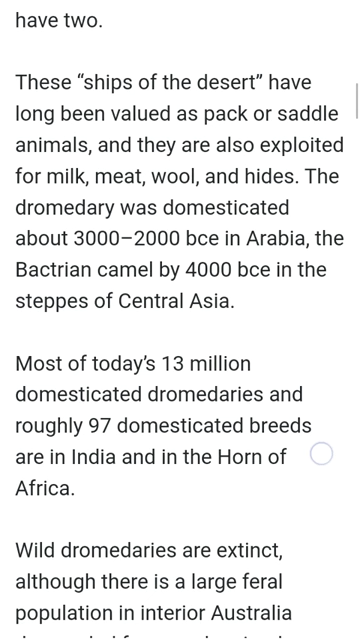 have two.
These “ships of the desert” have
long been valued as pack or saddle
animals, and they are also exploited
for milk, meat, wool, and hides. The
dromedary was domesticated
about 3000–2000 bce in Arabia, the
Bactrian camel by 4000 bce in the
steppes of Central Asia.
Most of today’s 13 million
domesticated dromedaries and
roughly 97 domesticated breeds
are in India and in the Horn of
Africa.
Wild dromedaries are extinct,
although there is a large feral
population in interior Australia